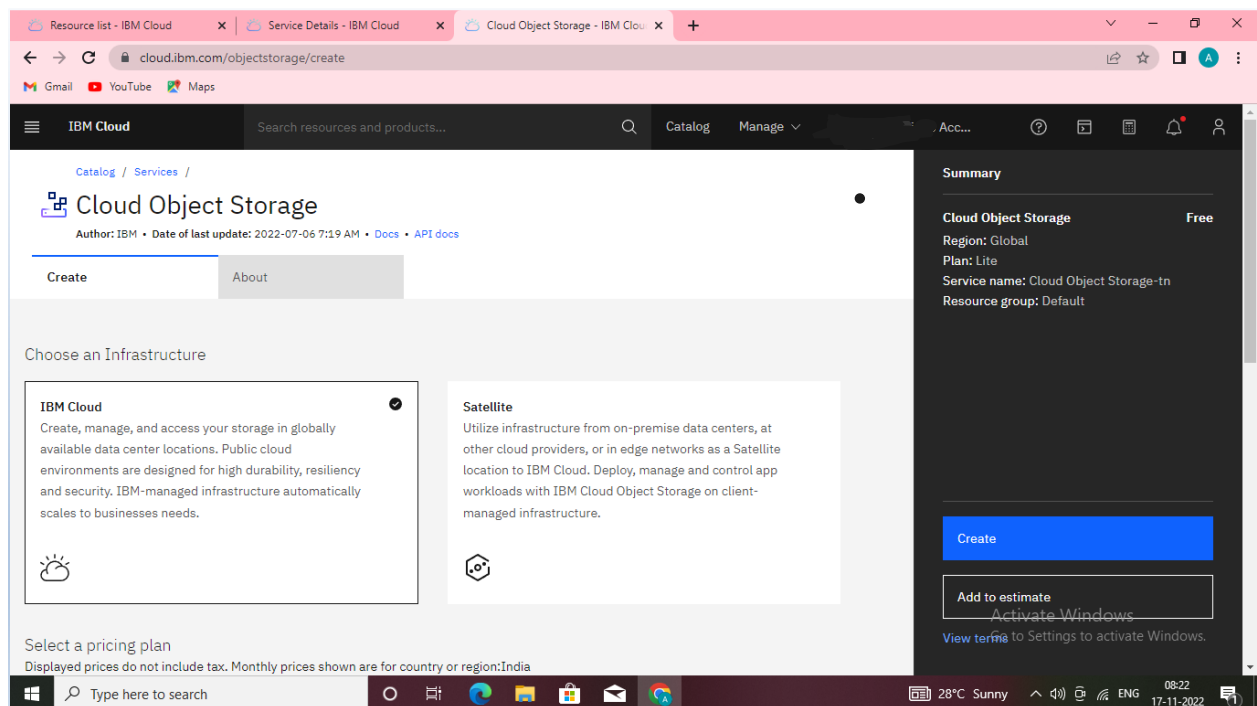 Resource list - IBM Cloud
Service Details - IBM Cloud
Cloud Object Storage - IBM Clou
cloud.ibm.com/objectstorage/create
A
Gmail
YouTube
Maps
IBM Cloud
Search resources and products...
Catalog
Manage
Acc...
Catalog / Services /
Cloud Object Storage
Author: IBM • Date of last update: 2022-07-06 7:19 AM • Docs • API docs
Create
About
Choose an Infrastructure
IBM Cloud
Create, manage, and access your storage in globally
available data center locations. Public cloud
environments are designed for high durability, resiliency
and security. IBM-managed infrastructure automatically
scales to businesses needs.
Satellite
Utilize infrastructure from on-premise data centers, at
other cloud providers, or in edge networks as a Satellite
location to IBM Cloud. Deploy, manage and control app
workloads with IBM Cloud Object Storage on client-
managed infrastructure.
Select a pricing plan
Displayed prices do not include tax. Monthly prices shown are for country or region:India
Summary
Cloud Object Storage Free
Region: Global
Plan: Lite
Service name: Cloud Object Storage-tn
Resource group: Default
Create
Add to estimate
View terms
Activate Windows
Go to Settings to activate Windows.
Type here to search
28°C Sunny
ENG
08:22
17-11-2022
1